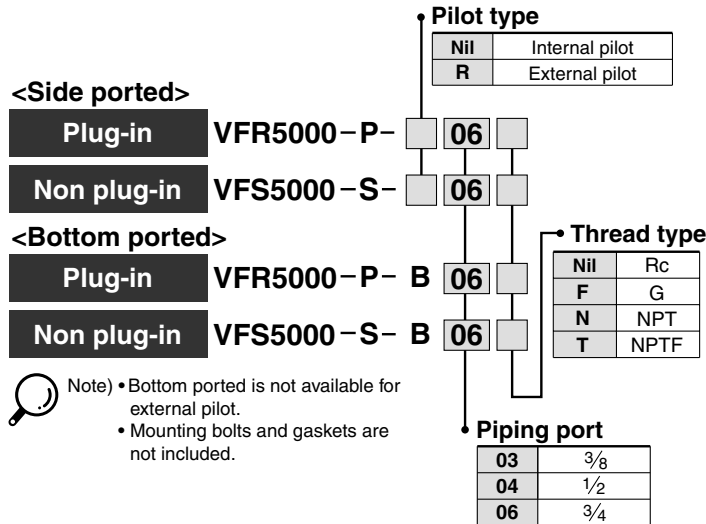 Pilot type
Nil Internal pilot
R External pilot
<Side ported>
Plug-in VFR5000-P- 06
Non plug-in VFS5000-S- 06
<Bottom ported>
Plug-in VFR5000-P- B 06
Non plug-in VFS5000-S- B 06
Thread type
Nil Rc
F G
N NPT
T NPTF
Note) • Bottom ported is not available for
external pilot.
• Mounting bolts and gaskets are
not included.
Piping port
03 3/8
04 1/2
06 3/4